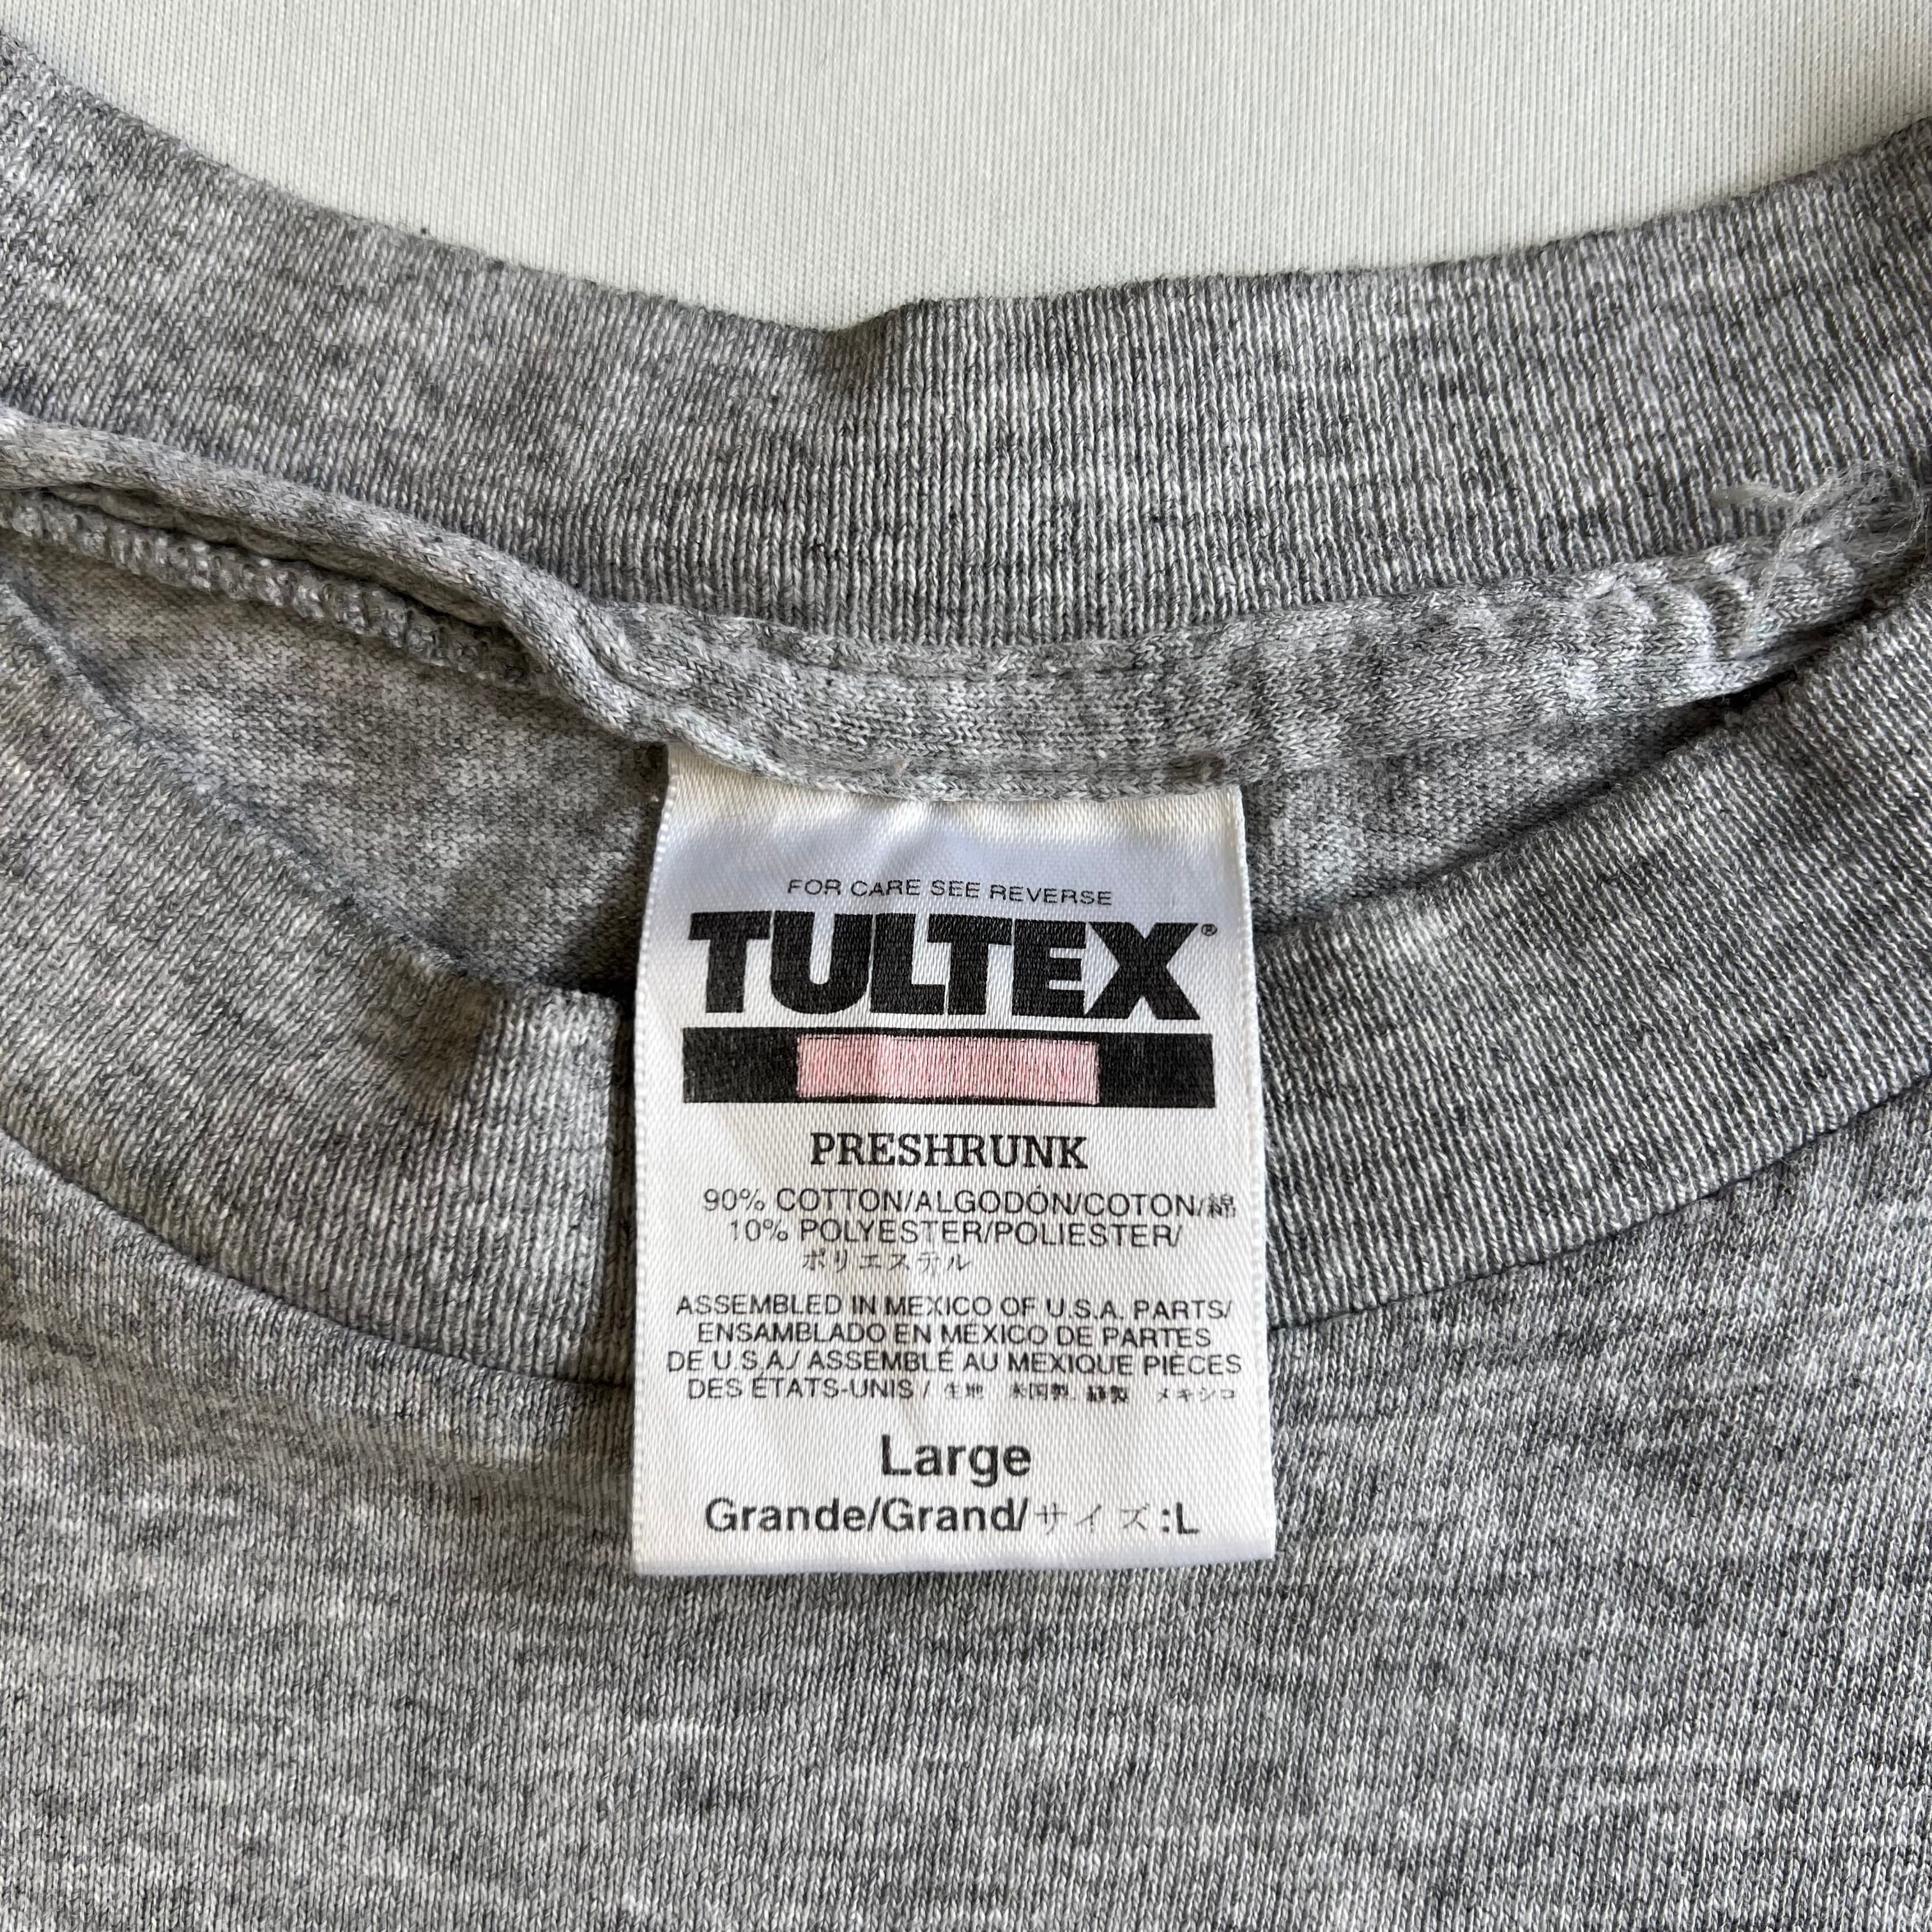 FOR CARE SEE REVERSE
TULTEX®
PRESHRUNK
90% COTTON/ALGODÓN/COTON/綿
10% POLYESTER/POLIESTER/
ポリエステル
ASSEMBLED IN MEXICO OF U.S.A. PARTS/
ENSAMBLADO EN MÉXICO DE PARTES
DE U.S.A./ ASSEMBLÉ AU MEXIQUE PIÈCES
DES ÉTATS-UNIS / 生地 米国製, 縫製 メキシコ
Large
Grande/Grand/サイズ:L